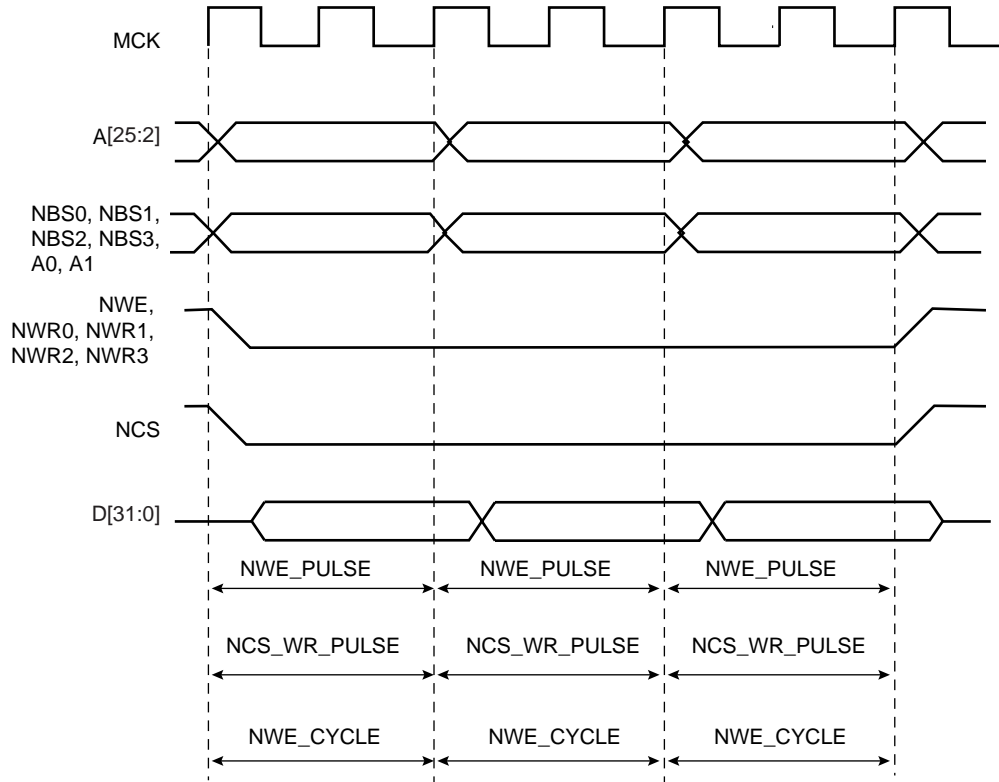 MCK
A[25:2]
NBS0, NBS1,
NBS2, NBS3,
A0, A1
NWE,
NWR0, NWR1,
NWR2, NWR3
NCS
D[31:0]
NWE_PULSE NWE_PULSE NWE_PULSE
NCS_WR_PULSE NCS_WR_PULSE NCS_WR_PULSE
NWE_CYCLE NWE_CYCLE NWE_CYCLE